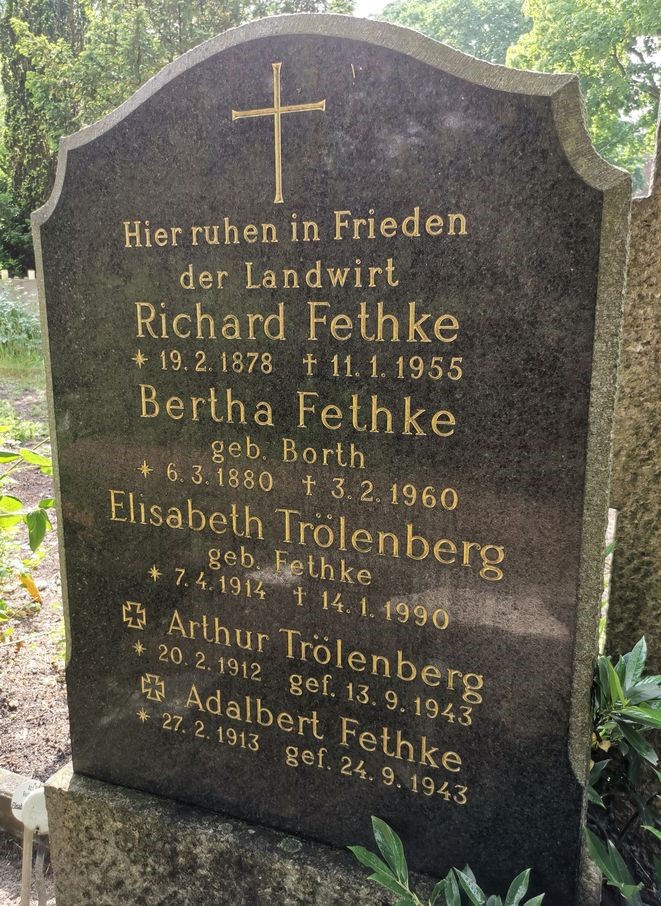 Hier ruhen in Frieden
der Landwirt
Richard Fethke
* 19. 2. 1878 † 11. 1. 1955
Bertha Fethke
geb. Borth
* 6. 3. 1880 † 3. 2. 1960
Elisabeth Trölenberg
geb. Fethke
* 7. 4. 1914 † 14. 1. 1990
Arthur Trölenberg
* 20. 2. 1912 gef. 13. 9. 1943
Adalbert Fethke
* 27. 2. 1913 gef. 24. 9. 1943